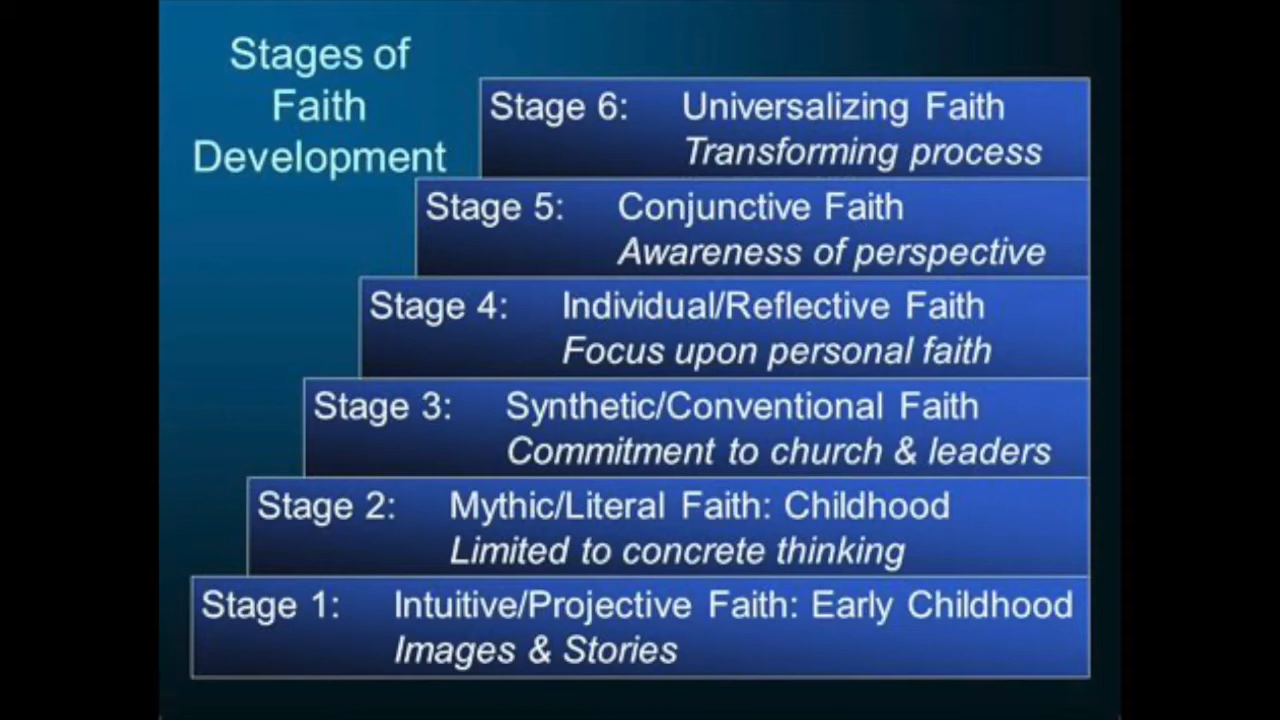 Stages of
Faith
Development
Stage 6: Universalizing Faith
Transforming process
Stage 5: Conjunctive Faith
Awareness of perspective
Stage 4: Individual/Reflective Faith
Focus upon personal faith
Stage 3: Synthetic/Conventional Faith
Commitment to church & leaders
Stage 2: Mythic/Literal Faith: Childhood
Limited to concrete thinking
Stage 1: Intuitive/Projective Faith: Early Childhood
Images & Stories